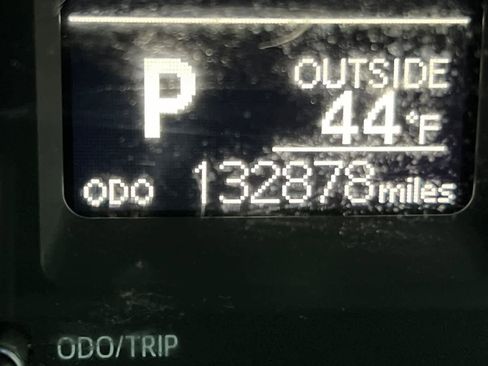 P
OUTSIDE
44°F
ODO 132878 miles
ODO/TRIP